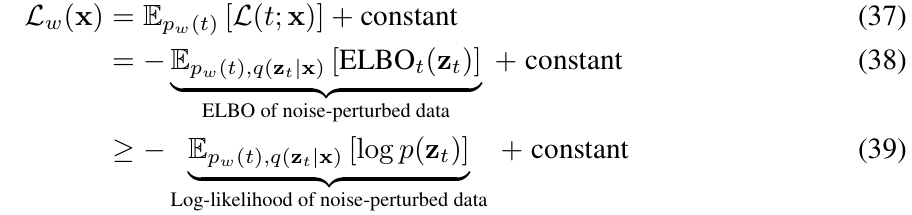 ℒ_w(𝐱) = 𝔼_{p_w(t)} [ℒ(t; 𝐱)] + constant (37)
= − 𝔼_{p_w(t),q(𝐳_t|𝐱)} [ELBO_t(𝐳_t)] + constant (38)
ELBO of noise-perturbed data
≥ − 𝔼_{p_w(t),q(𝐳_t|𝐱)} [log p(𝐳_t)] + constant (39)
Log-likelihood of noise-perturbed data